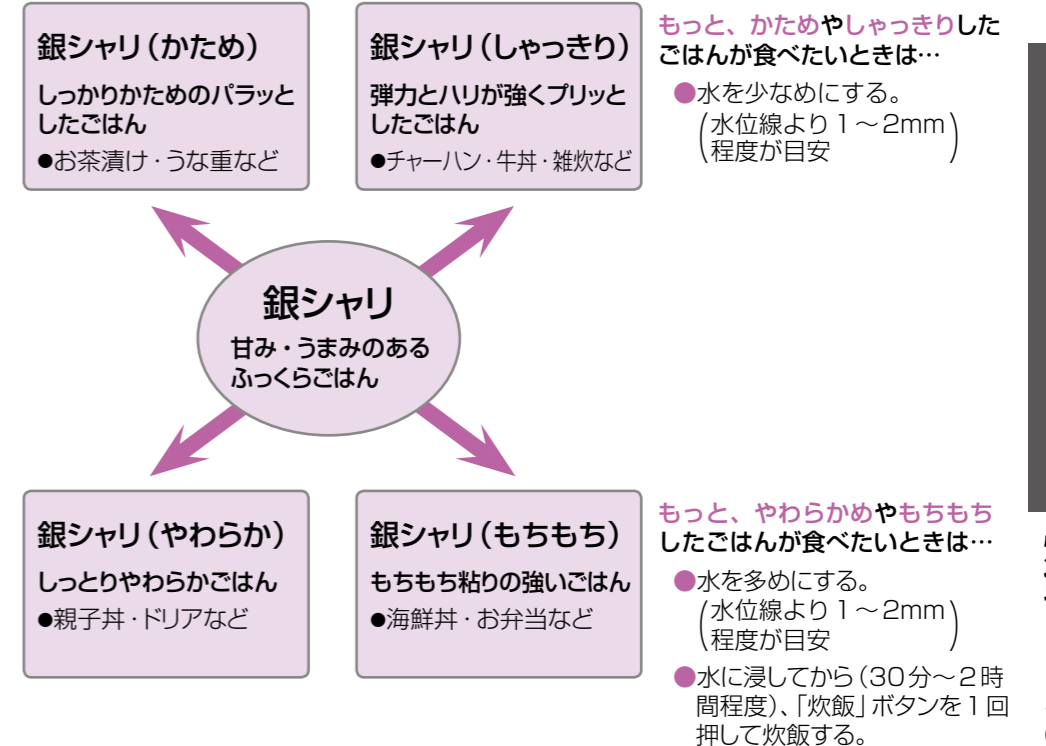 銀シャリ（かため）
しっかりかためのパラッと
したごはん
●お茶漬け・うな重など
銀シャリ（しゃっきり）
弾力とハリが強くプリッと
したごはん
●チャーハン・牛丼・雑炊など
もっと、かためやしゃっきりした
ごはんが食べたいときは…
●水を少なめにする。
（水位線より１〜２mm
程度が目安）
銀シャリ
甘み・うまみのある
ふっくらごはん
銀シャリ（やわらか）
しっとりやわらかごはん
●親子丼・ドリアなど
銀シャリ（もちもち）
もちもち粘りの強いごはん
●海鮮丼・お弁当など
もっと、やわらかめやもちもち
したごはんが食べたいときは…
●水を多めにする。
（水位線より１〜２mm
程度が目安）
●水に浸してから（30分〜２時
間程度）、「炊飯」ボタンを１回
押して炊飯する。